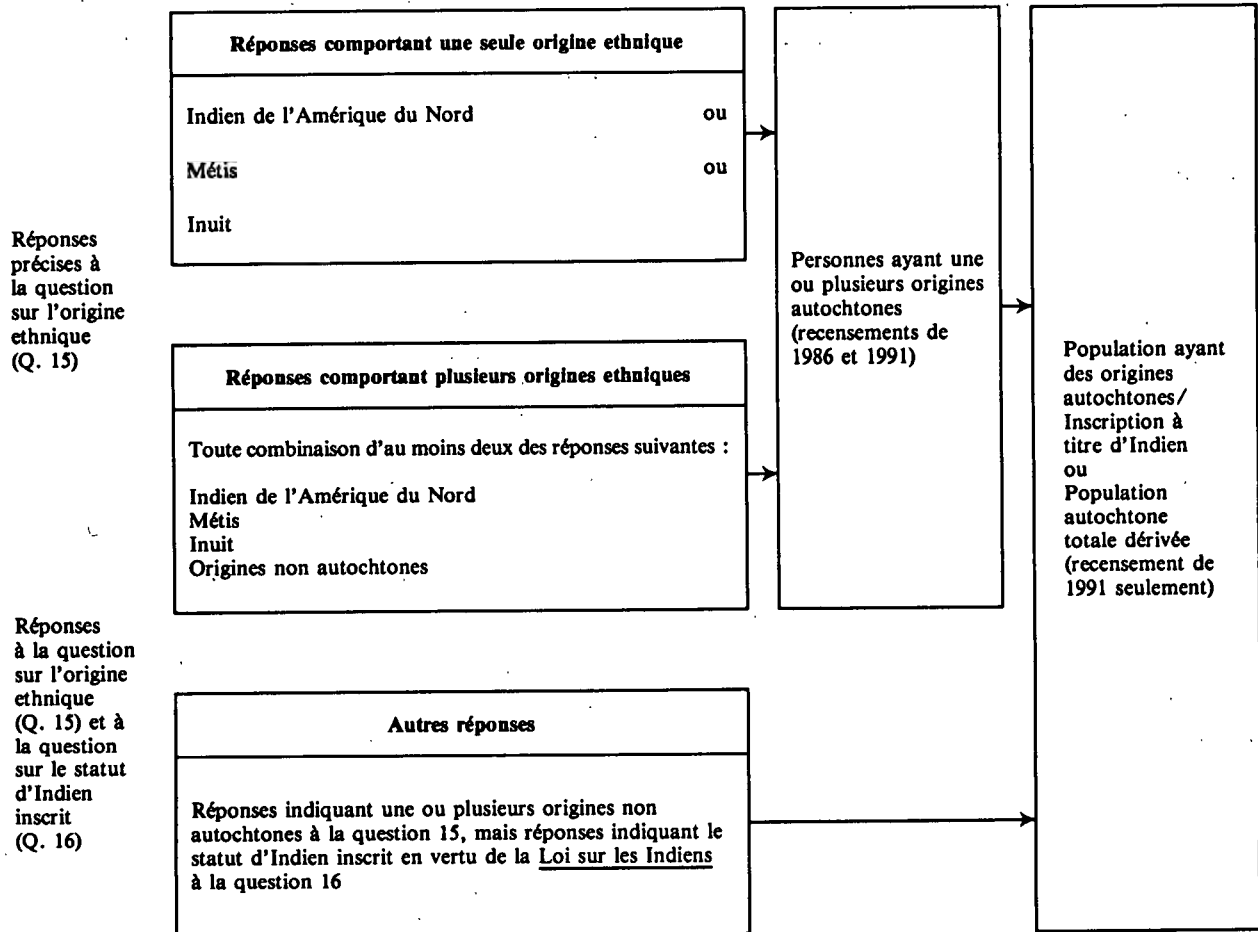 Réponses comportant une seule origine ethnique
Indien de l'Amérique du Nord ou
Métis ou
Inuit
Réponses
précises à
la question
sur l'origine
ethnique
(Q. 15)
Réponses comportant plusieurs origines ethniques
Toute combinaison d'au moins deux des réponses suivantes :
Indien de l'Amérique du Nord
Métis
Inuit
Origines non autochtones
Personnes ayant une
ou plusieurs origines
autochtones
(recensements de
1986 et 1991)
Population ayant
des origines
autochtones/
Inscription à
titre d'Indien
ou
Population
autochtone
totale dérivée
(recensement de
1991 seulement)
Réponses
à la question
sur l'origine
ethnique
(Q. 15) et à
la question
sur le statut
d'Indien
inscrit
(Q. 16)
Autres réponses
Réponses indiquant une ou plusieurs origines non
autochtones à la question 15, mais réponses indiquant le
statut d'Indien inscrit en vertu de la Loi sur les Indiens
à la question 16